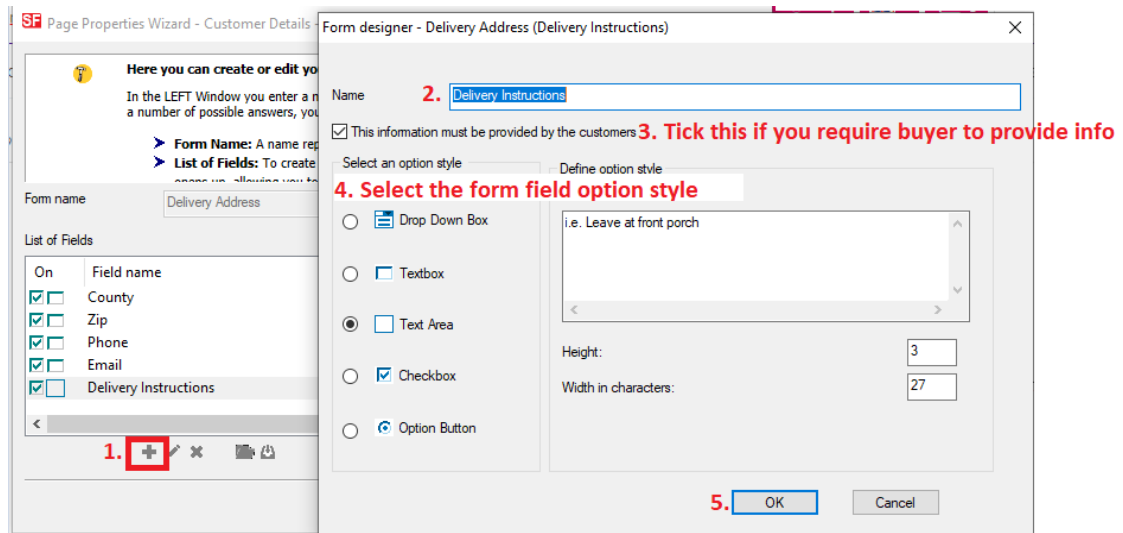 SF Page Properties Wizard - Customer Details -
Here you can create or edit yo
In the LEFT Window you enter a n
a number of possible answers, you
Form Name: A name rep
List of Fields: To create
opens up, allowing you to
Form name
Delivery Address
List of Fields
On Field name
County
Zip
Phone
Email
Delivery Instructions
1.
Form designer - Delivery Address (Delivery Instructions)
Name 2. Delivery Instructions
This information must be provided by the customers 3. Tick this if you require buyer to provide info
Select an option style
Define option style
4. Select the form field option style
Drop Down Box
Textbox
Text Area
Checkbox
Option Button
i.e. Leave at front porch
Height: 3
Width in characters: 27
5. OK Cancel